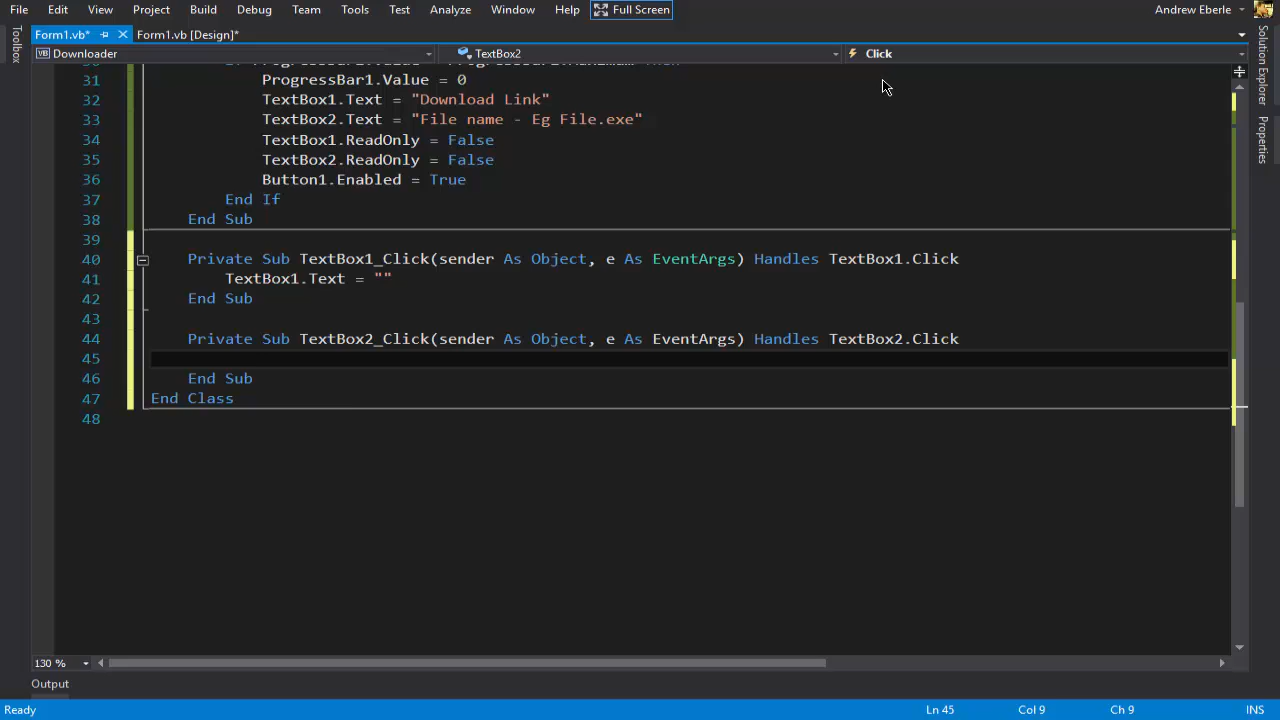 File Edit View Project Build Debug Team Tools Test Analyze Window Help Full Screen Andrew Eberle
Form1.vb* Form1.vb [Design]*
Toolbox
VB Downloader TextBox2 Click
31 ProgressBar1.Value = 0
32 TextBox1.Text = "Download Link"
33 TextBox2.Text = "File name - Eg File.exe"
34 TextBox1.ReadOnly = False
35 TextBox2.ReadOnly = False
36 Button1.Enabled = True
37 End If
38 End Sub
39
40 Private Sub TextBox1_Click(sender As Object, e As EventArgs) Handles TextBox1.Click
41 TextBox1.Text = ""
42 End Sub
43
44 Private Sub TextBox2_Click(sender As Object, e As EventArgs) Handles TextBox2.Click
45
46 End Sub
47 End Class
48
Solution Explorer
Properties
130 %
Output
Ready Ln 45 Col 9 Ch 9 INS